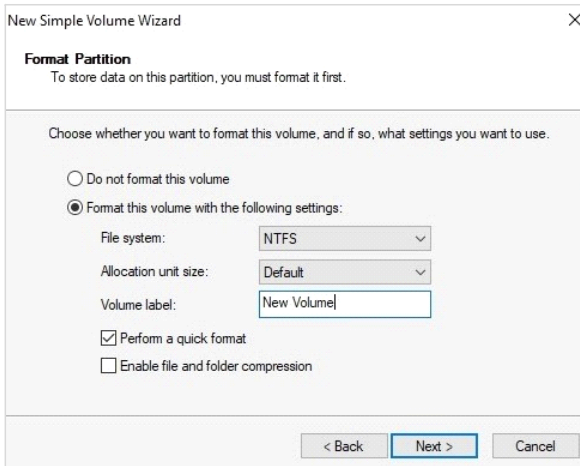 New Simple Volume Wizard
Format Partition
To store data on this partition, you must format it first.
Choose whether you want to format this volume, and if so, what settings you want to use.
Do not format this volume
Format this volume with the following settings:
File system: NTFS
Allocation unit size: Default
Volume label: New Volume
Perform a quick format
Enable file and folder compression
< Back Next > Cancel